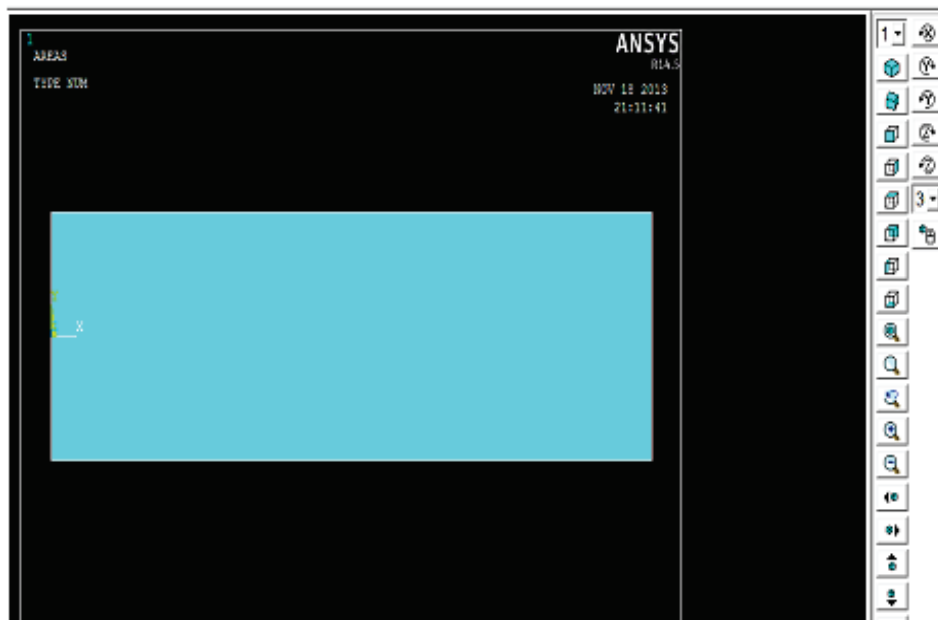 1
AREAS
TYPE NUM
ANSYS
R14.5
NOV 18 2013
21:11:41
X
1
3